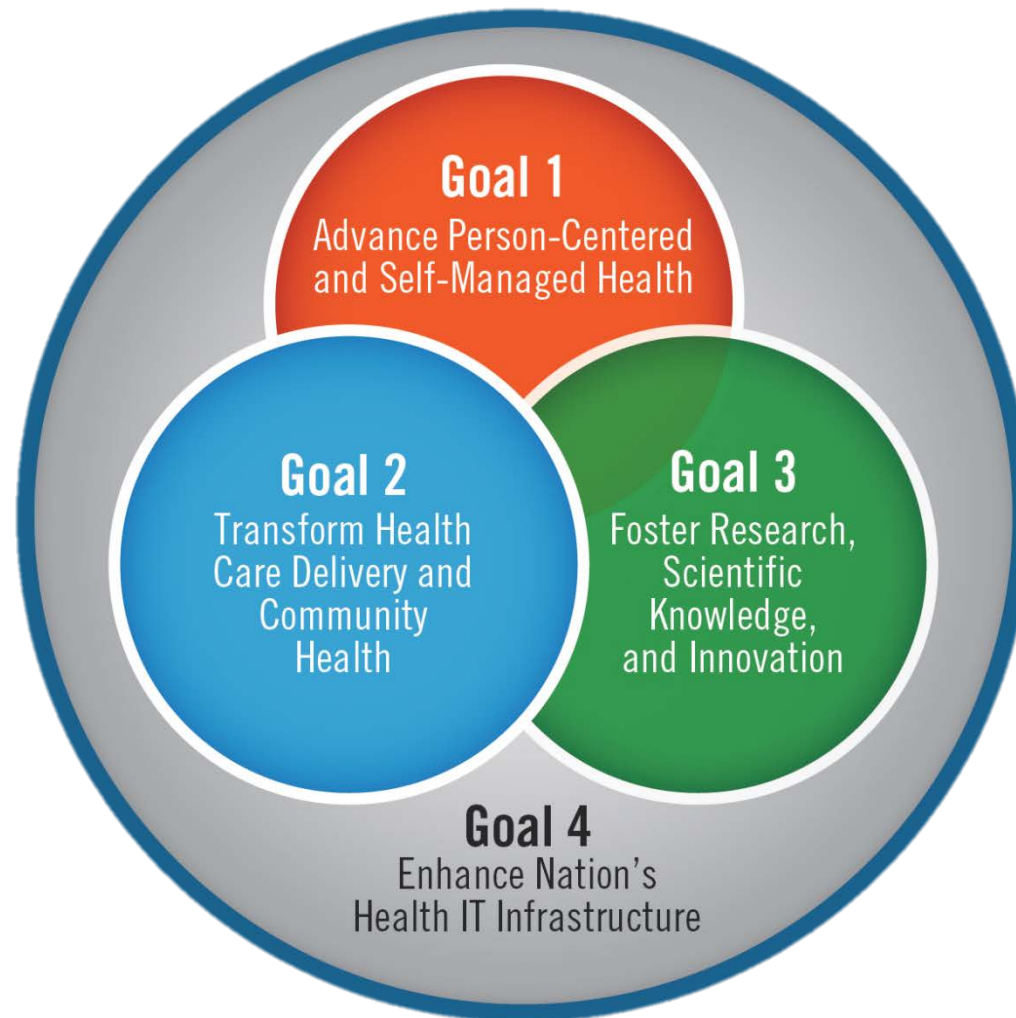 Goal 1
Advance Person-Centered
and Self-Managed Health
Goal 2
Transform Health
Care Delivery and
Community
Health
Goal 3
Foster Research,
Scientific
Knowledge,
and Innovation
Goal 4
Enhance Nation’s
Health IT Infrastructure